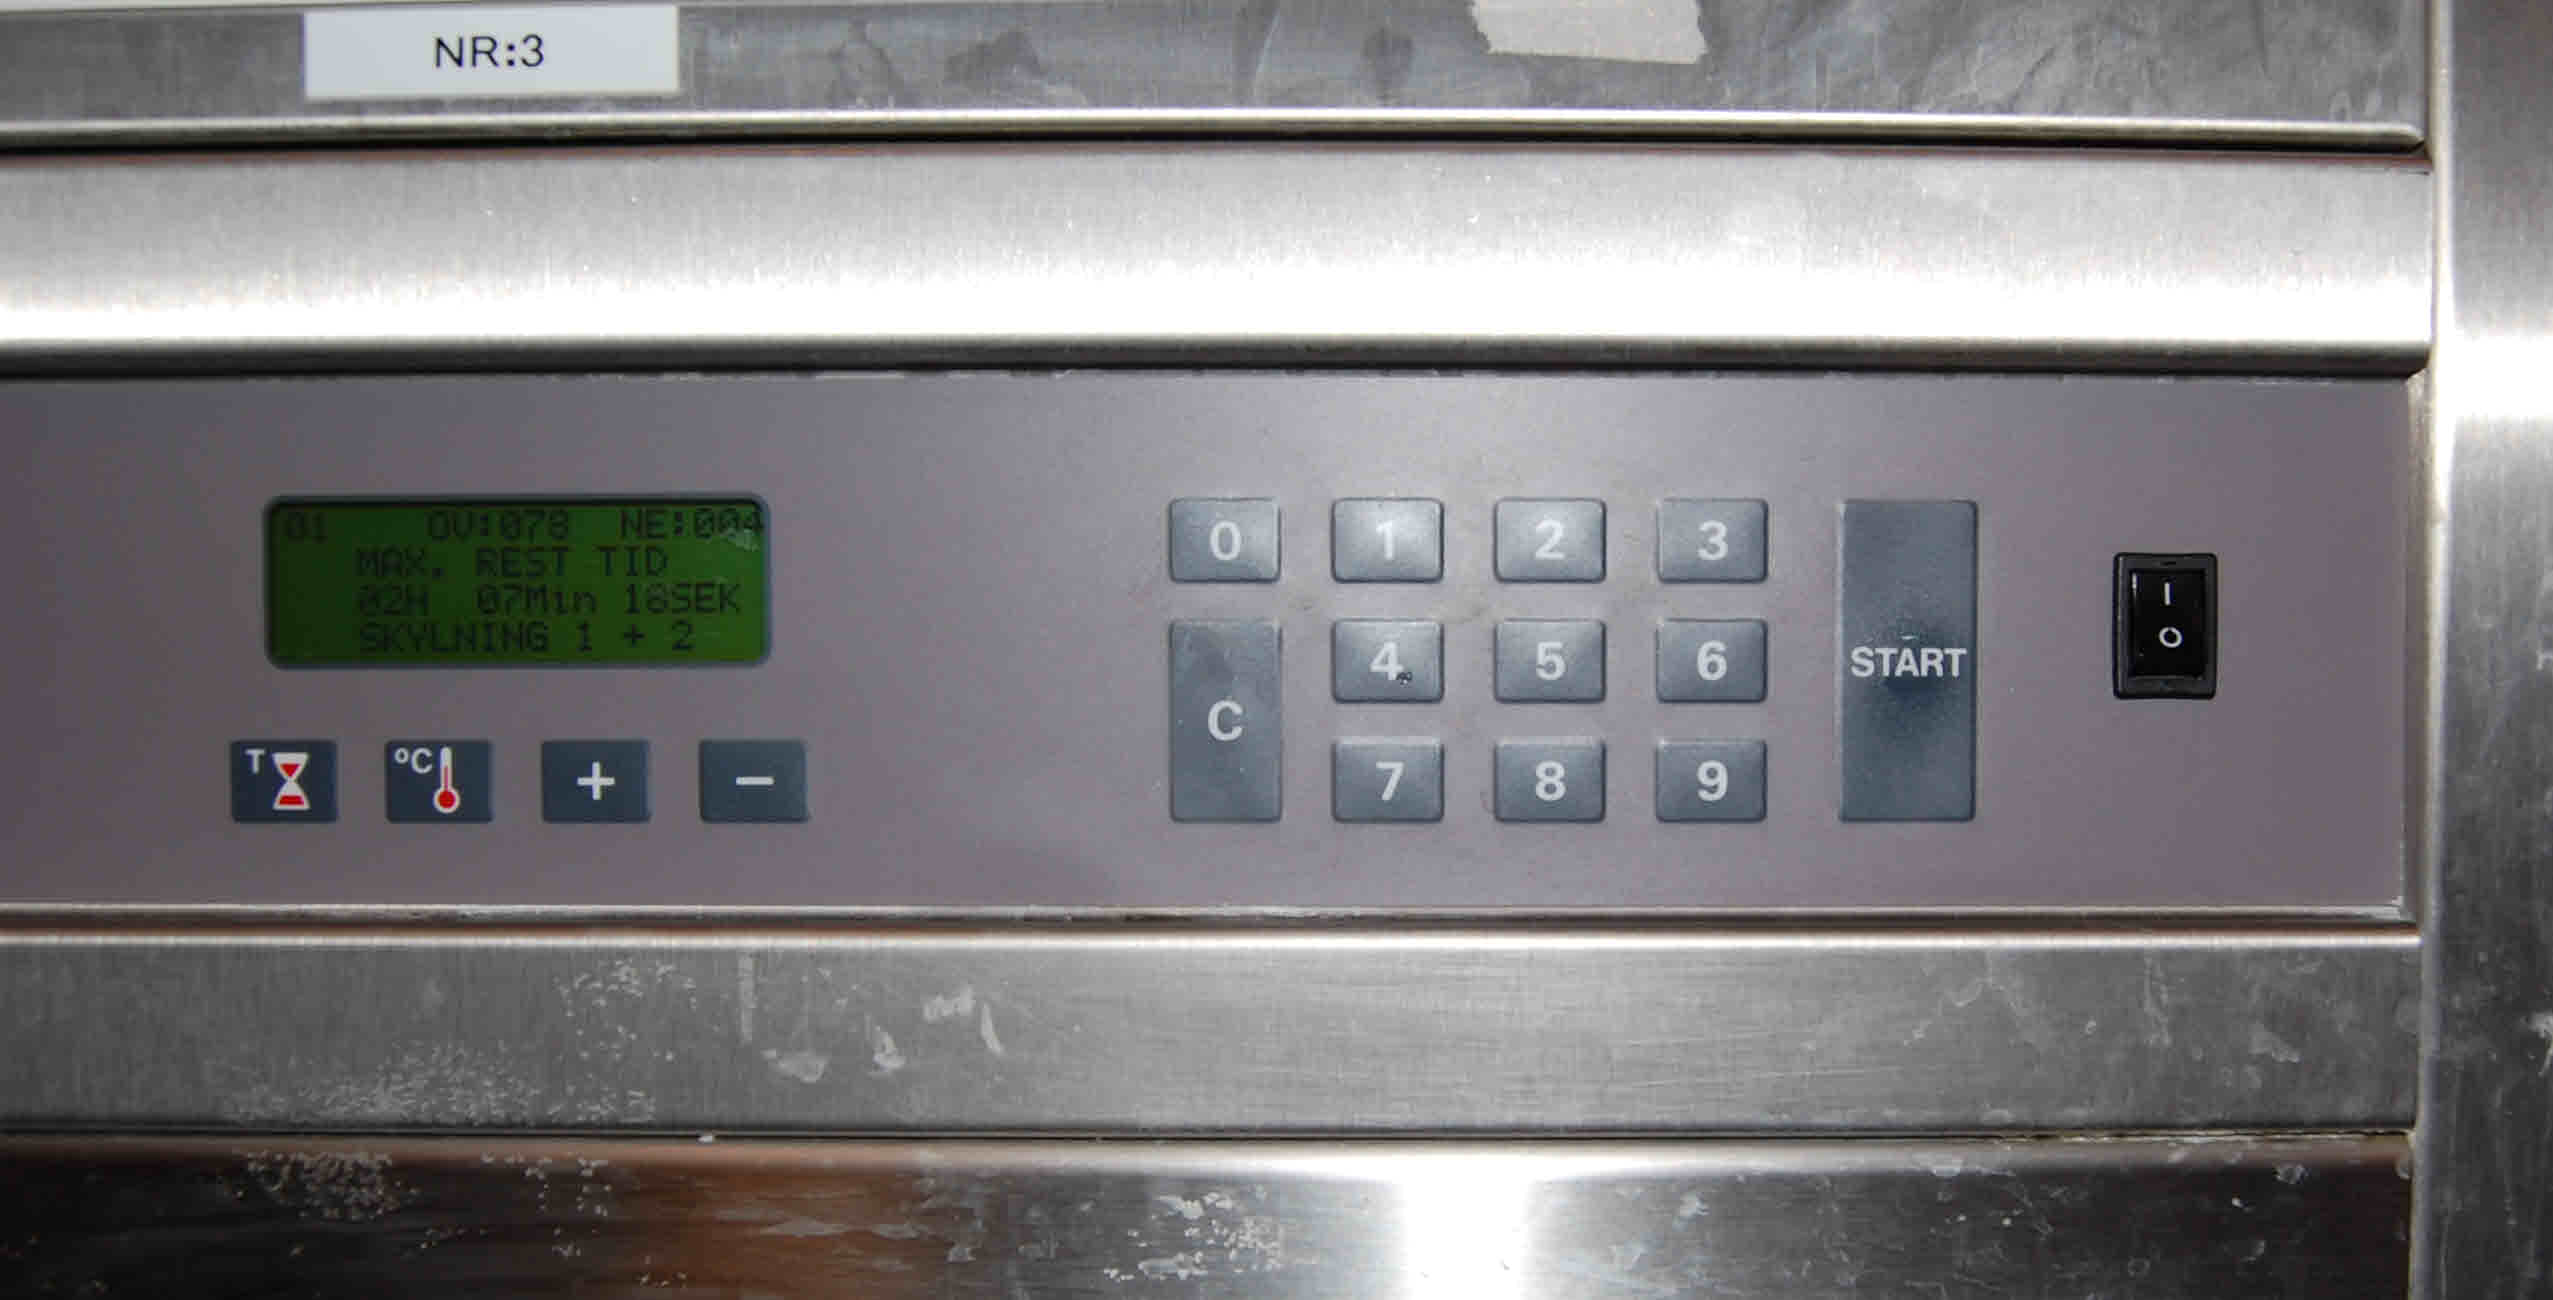 NR:3
01 OV:078 NE:004
MAX. REST TID
02H 07Min 18SEK
SKYLNING 1 + 2
T °C + −
0 1 2 3
C 4 5 6
7 8 9
START
I
O